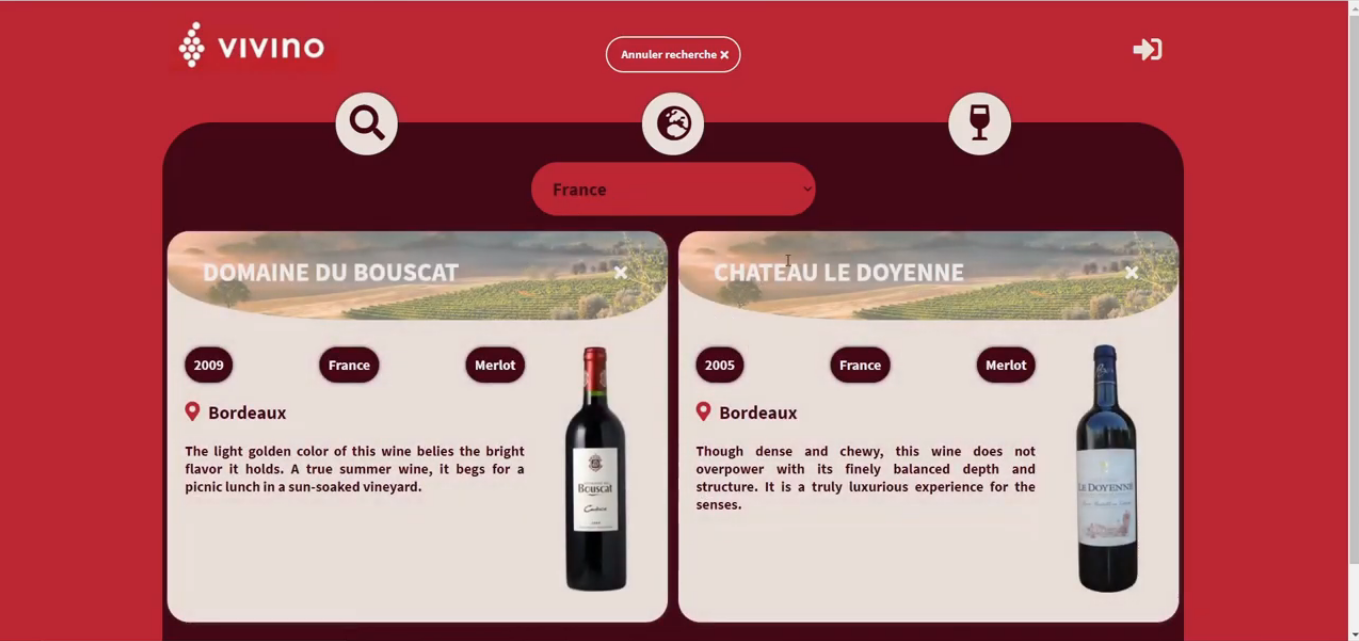 vivino
Annuler recherche ×
France
DOMAINE DU BOUSCAT ×
2009 France Merlot
Bordeaux
The light golden color of this wine belies the bright
flavor it holds. A true summer wine, it begs for a
picnic lunch in a sun-soaked vineyard.
Bouscat
CHATEAU LE DOYENNE ×
2005 France Merlot
Bordeaux
Though dense and chewy, this wine does not
overpower with its finely balanced depth and
structure. It is a truly luxurious experience for the
senses.
LE DOYENNE